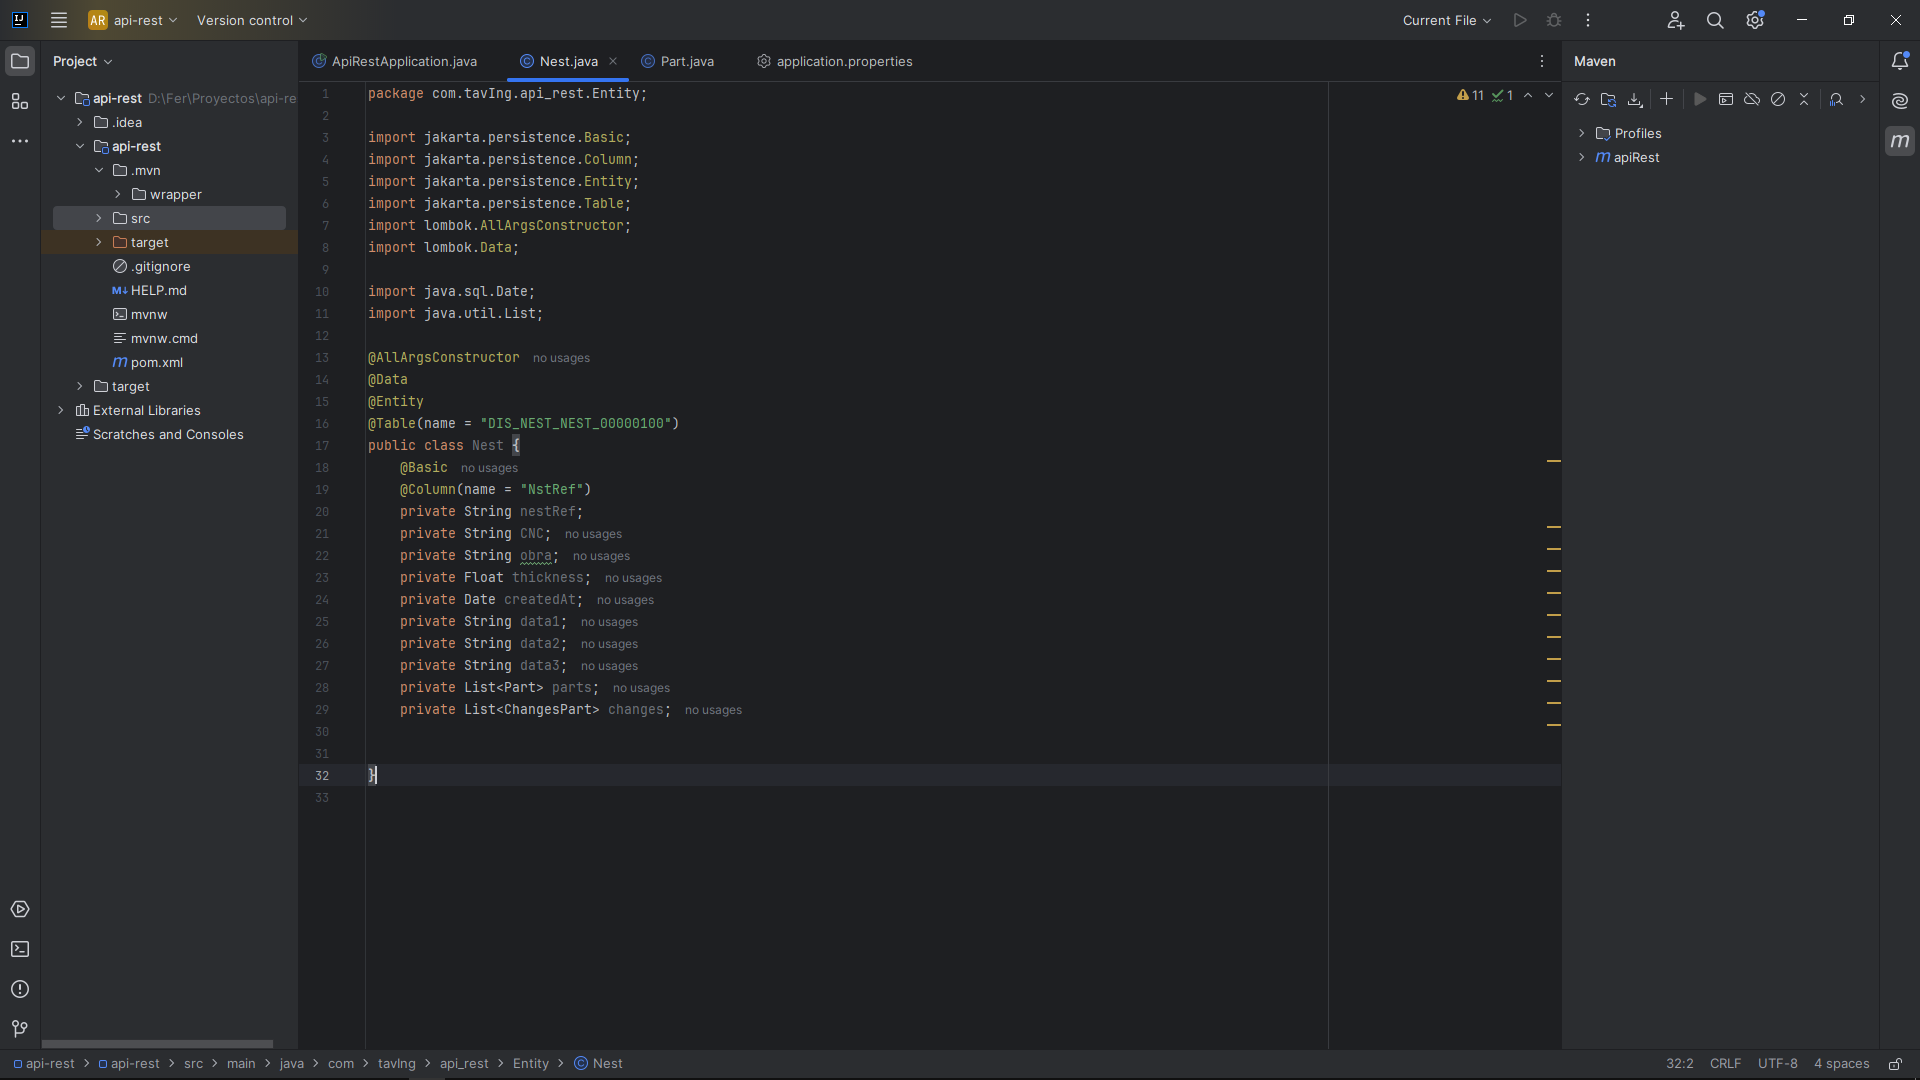 AR api-rest Version control Current File
Project
ApiRestApplication.java Nest.java Part.java application.properties
Maven
api-rest D:\Fer\Proyectos\api-re
.idea
api-rest
.mvn
wrapper
src
target
.gitignore
M↓ HELP.md
mvnw
mvnw.cmd
m pom.xml
target
External Libraries
Scratches and Consoles
11 1
1 package com.tavIng.api_rest.Entity;
2
3 import jakarta.persistence.Basic;
4 import jakarta.persistence.Column;
5 import jakarta.persistence.Entity;
6 import jakarta.persistence.Table;
7 import lombok.AllArgsConstructor;
8 import lombok.Data;
9
10 import java.sql.Date;
11 import java.util.List;
12
13 @AllArgsConstructor no usages
14 @Data
15 @Entity
16 @Table(name = "DIS_NEST_NEST_00000100")
17 public class Nest {
18 @Basic no usages
19 @Column(name = "NstRef")
20 private String nestRef;
21 private String CNC; no usages
22 private String obra; no usages
23 private Float thickness; no usages
24 private Date createdAt; no usages
25 private String data1; no usages
26 private String data2; no usages
27 private String data3; no usages
28 private List<Part> parts; no usages
29 private List<ChangesPart> changes; no usages
30
31
32 }
33
Profiles
m apiRest
m
api-rest > api-rest > src > main > java > com > tavIng > api_rest > Entity > Nest
32:2 CRLF UTF-8 4 spaces